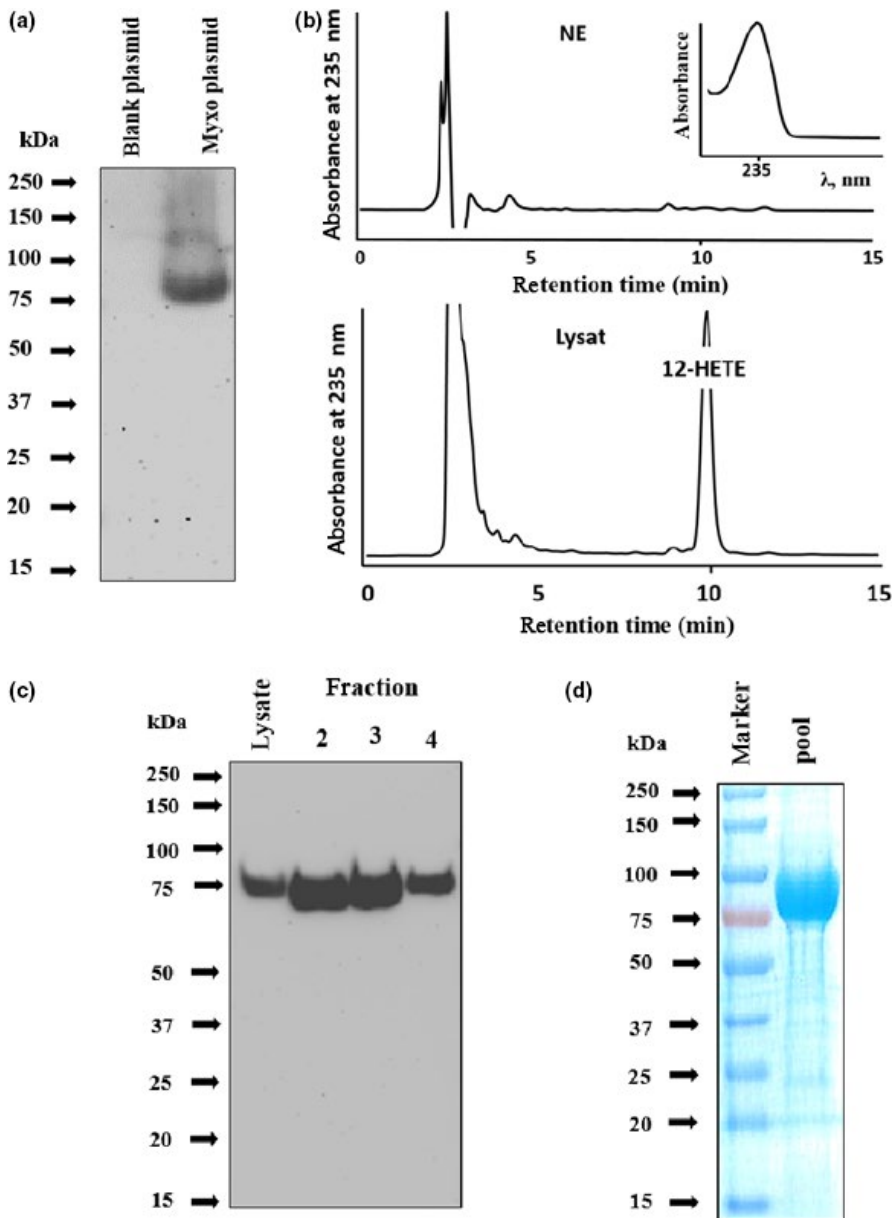 (a)
Blank plasmid
Myxo plasmid
kDa
250
150
100
75
50
37
25
20
15
(b)
NE
Absorbance at 235 nm
0 5 10 15
Retention time (min)
Absorbance
235
λ, nm
Lysat
12-HETE
Absorbance at 235 nm
0 5 10 15
Retention time (min)
(c)
Lysate
Fraction
2 3 4
kDa
250
150
100
75
50
37
25
20
15
(d)
Marker
pool
kDa
250
150
100
75
50
37
25
20
15